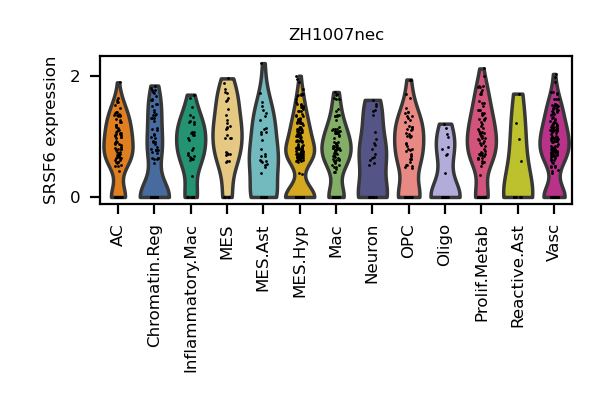 ZH1007nec
SRSF6 expression
2
0
AC
Chromatin.Reg
Inflammatory.Mac
MES
MES.Ast
MES.Hyp
Mac
Neuron
OPC
Oligo
Prolif.Metab
Reactive.Ast
Vasc